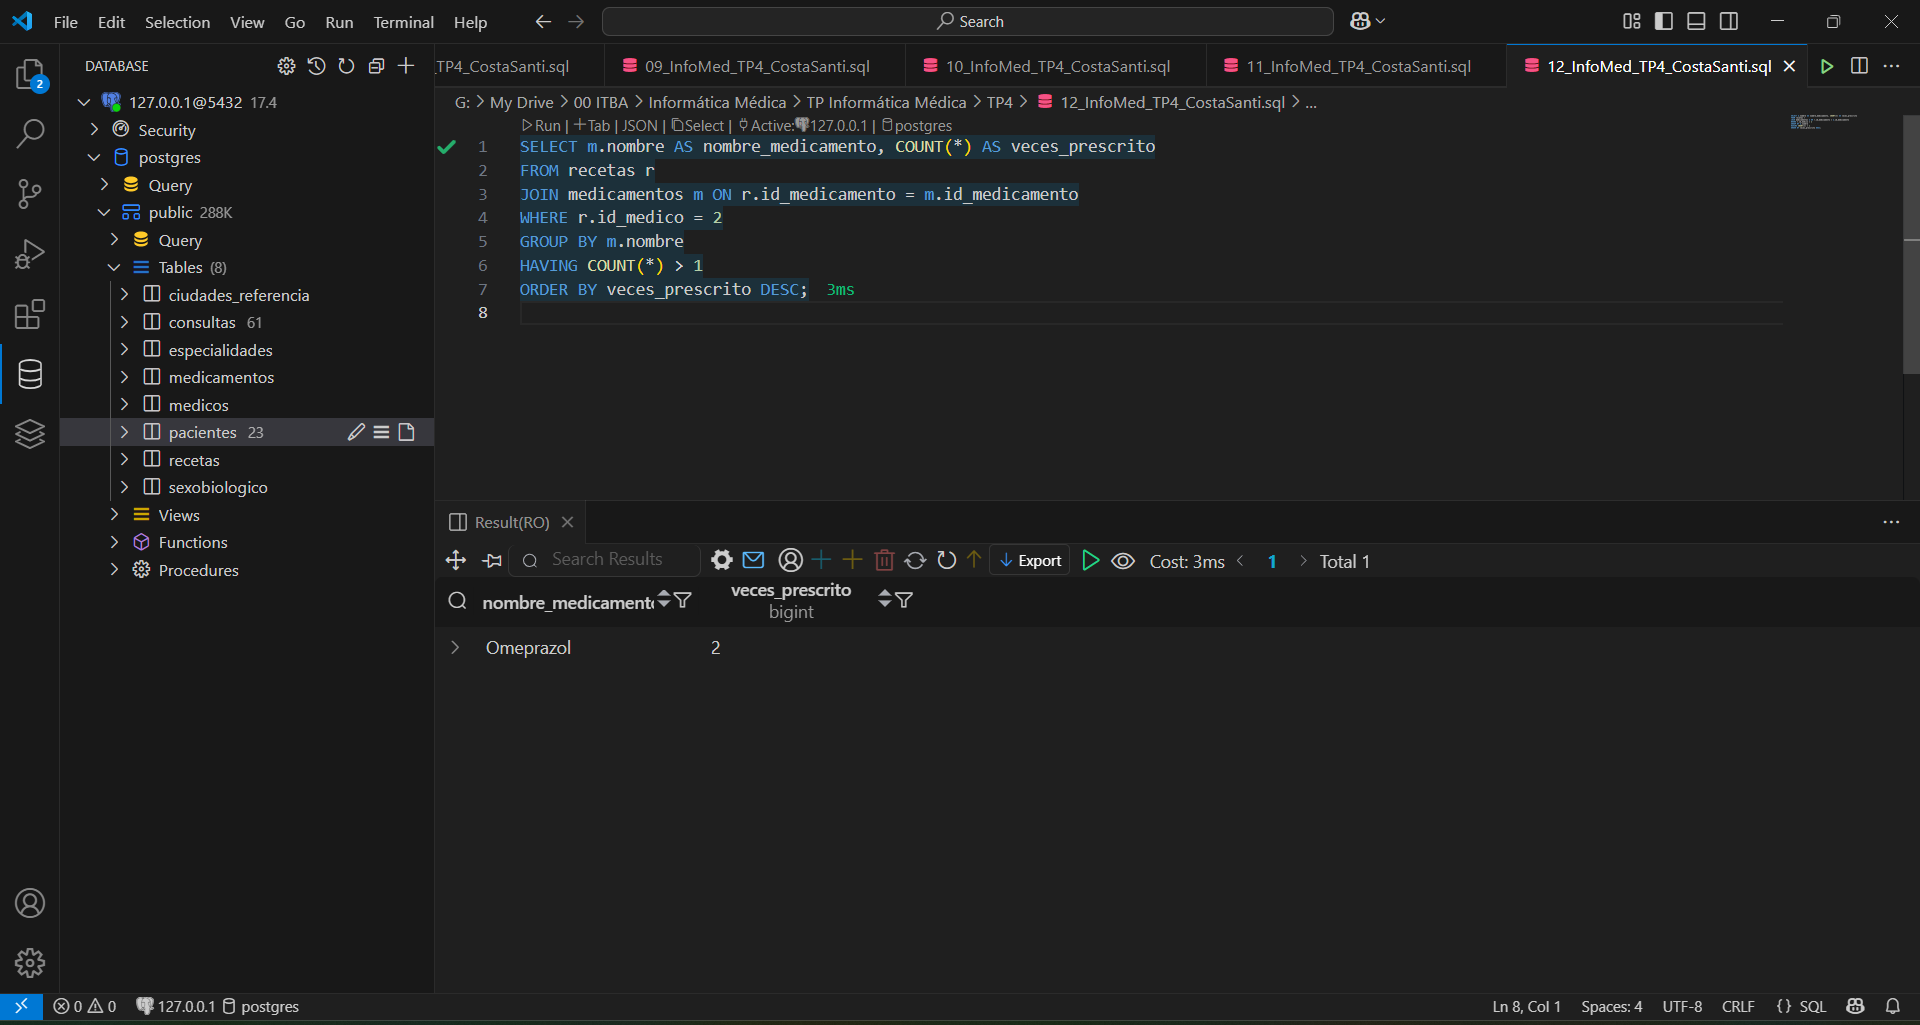 File Edit Selection View Go Run Terminal Help
Search
DATABASE
127.0.0.1@5432 17.4
Security
postgres
Query
public 288K
Query
Tables (8)
ciudades_referencia
consultas 61
especialidades
medicamentos
medicos
pacientes 23
recetas
sexobiologico
Views
Functions
Procedures
2
TP4_CostaSanti.sql 09_InfoMed_TP4_CostaSanti.sql 10_InfoMed_TP4_CostaSanti.sql 11_InfoMed_TP4_CostaSanti.sql 12_InfoMed_TP4_CostaSanti.sql
G: > My Drive > 00 ITBA > Informática Médica > TP Informática Médica > TP4 > 12_InfoMed_TP4_CostaSanti.sql > ...
Run | Tab | JSON | Select | Active: 127.0.0.1 | postgres
1 SELECT m.nombre AS nombre_medicamento, COUNT(*) AS veces_prescrito
2 FROM recetas r
3 JOIN medicamentos m ON r.id_medicamento = m.id_medicamento
4 WHERE r.id_medico = 2
5 GROUP BY m.nombre
6 HAVING COUNT(*) > 1
7 ORDER BY veces_prescrito DESC; 3ms
8
Result(RO)
Search Results Export Cost: 3ms < 1 > Total 1
nombre_medicament veces_prescrito
bigint
Omeprazol 2
0 0 127.0.0.1 postgres Ln 8, Col 1 Spaces: 4 UTF-8 CRLF {} SQL